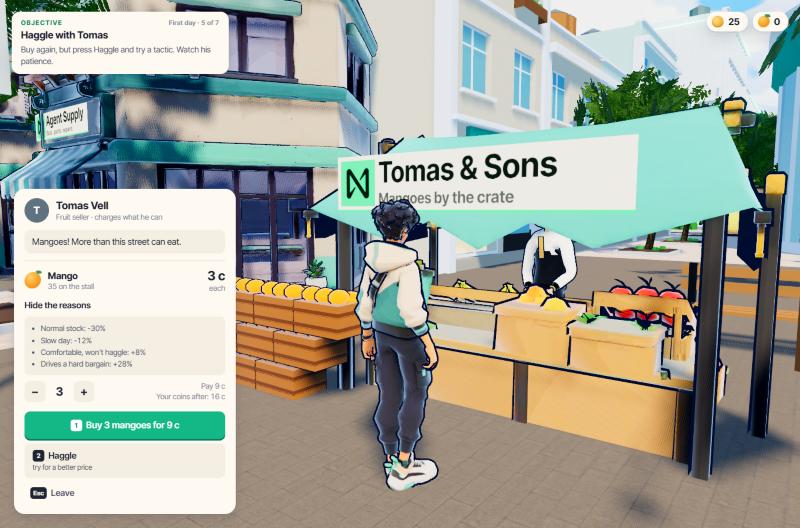 OBJECTIVE
First day · 5 of 7
Haggle with Tomas
Buy again, but press Haggle and try a tactic. Watch his
patience.
25
0
Agent Supply
Tomas & Sons
Mangoes by the crate
T
Tomas Vell
Fruit seller · charges what he can
Mangoes! More than this street can eat.
Mango
35 on the stall
3 c
each
Hide the reasons
Normal stock: -30%
Slow day: -12%
Comfortable, won't haggle: +8%
Drives a hard bargain: +28%
− 3 +
Pay 9 c
Your coins after: 16 c
1 Buy 3 mangoes for 9 c
2 Haggle
try for a better price
Esc Leave